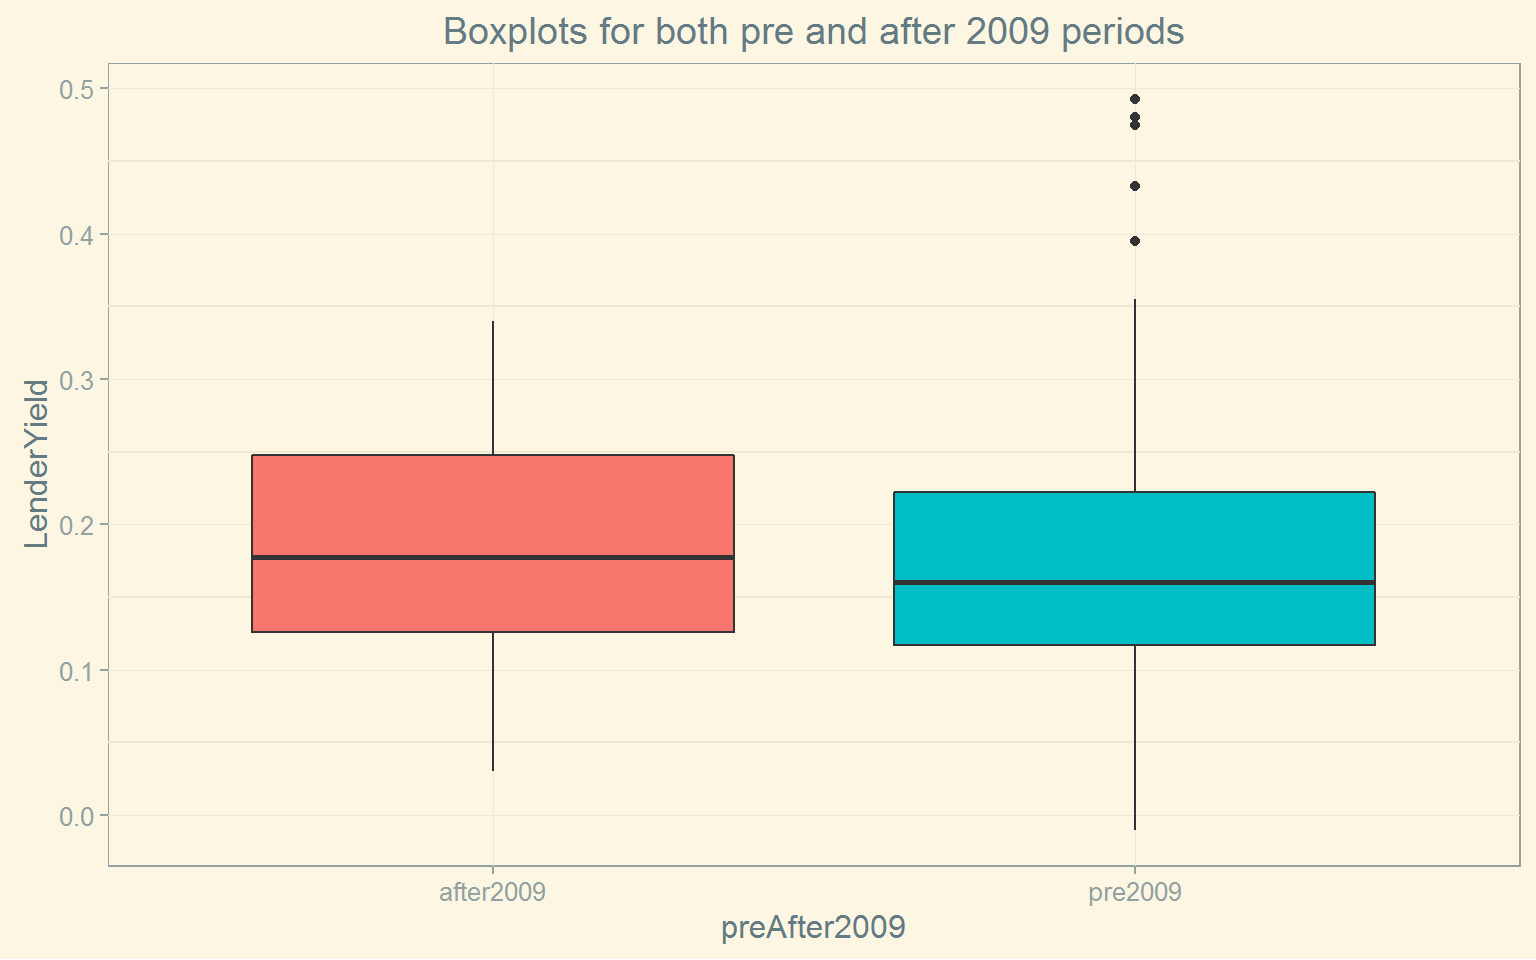 Boxplots for both pre and after 2009 periods
LenderYield
0.5
0.4
0.3
0.2
0.1
0.0
after2009
pre2009
preAfter2009